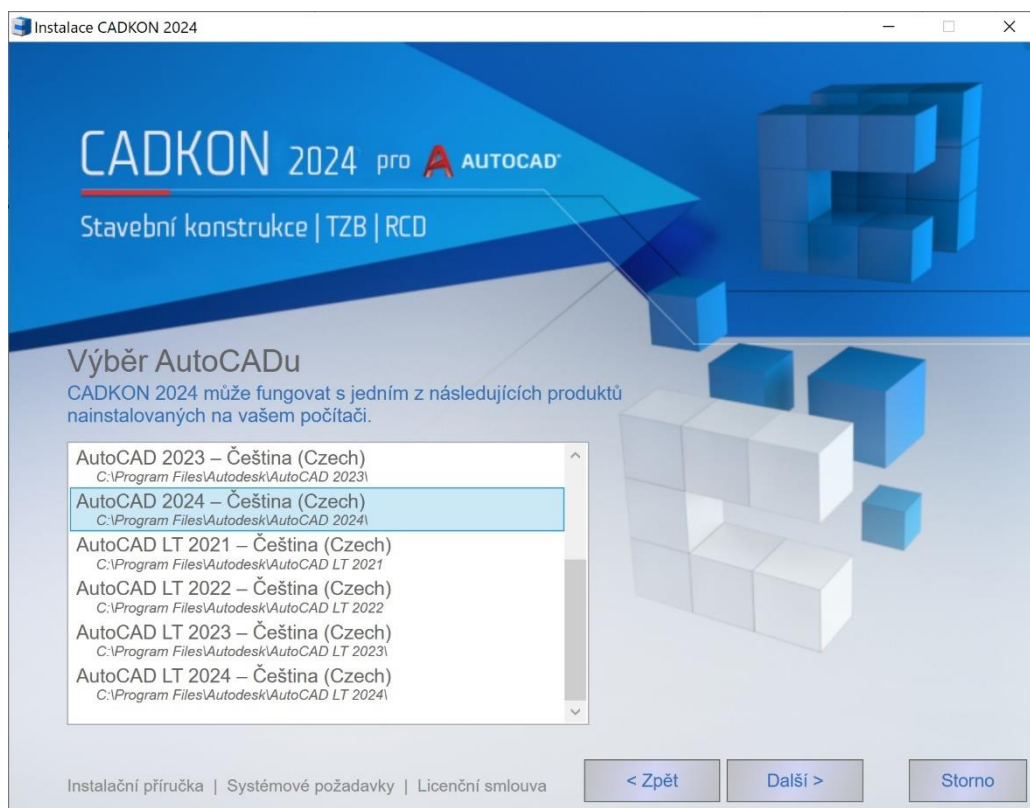 Instalace CADKON 2024
CADKON 2024 pro AUTOCAD®
Stavební konstrukce | TZB | RCD
Výběr AutoCADu
CADKON 2024 může fungovat s jedním z následujících produktů
nainstalovaných na vašem počítači.
AutoCAD 2023 – Čeština (Czech)
C:\Program Files\Autodesk\AutoCAD 2023\
AutoCAD 2024 – Čeština (Czech)
C:\Program Files\Autodesk\AutoCAD 2024\
AutoCAD LT 2021 – Čeština (Czech)
C:\Program Files\Autodesk\AutoCAD LT 2021
AutoCAD LT 2022 – Čeština (Czech)
C:\Program Files\Autodesk\AutoCAD LT 2022
AutoCAD LT 2023 – Čeština (Czech)
C:\Program Files\Autodesk\AutoCAD LT 2023\
AutoCAD LT 2024 – Čeština (Czech)
C:\Program Files\Autodesk\AutoCAD LT 2024\
Instalační příručka | Systémové požadavky | Licenční smlouva
< Zpět
Další >
Storno